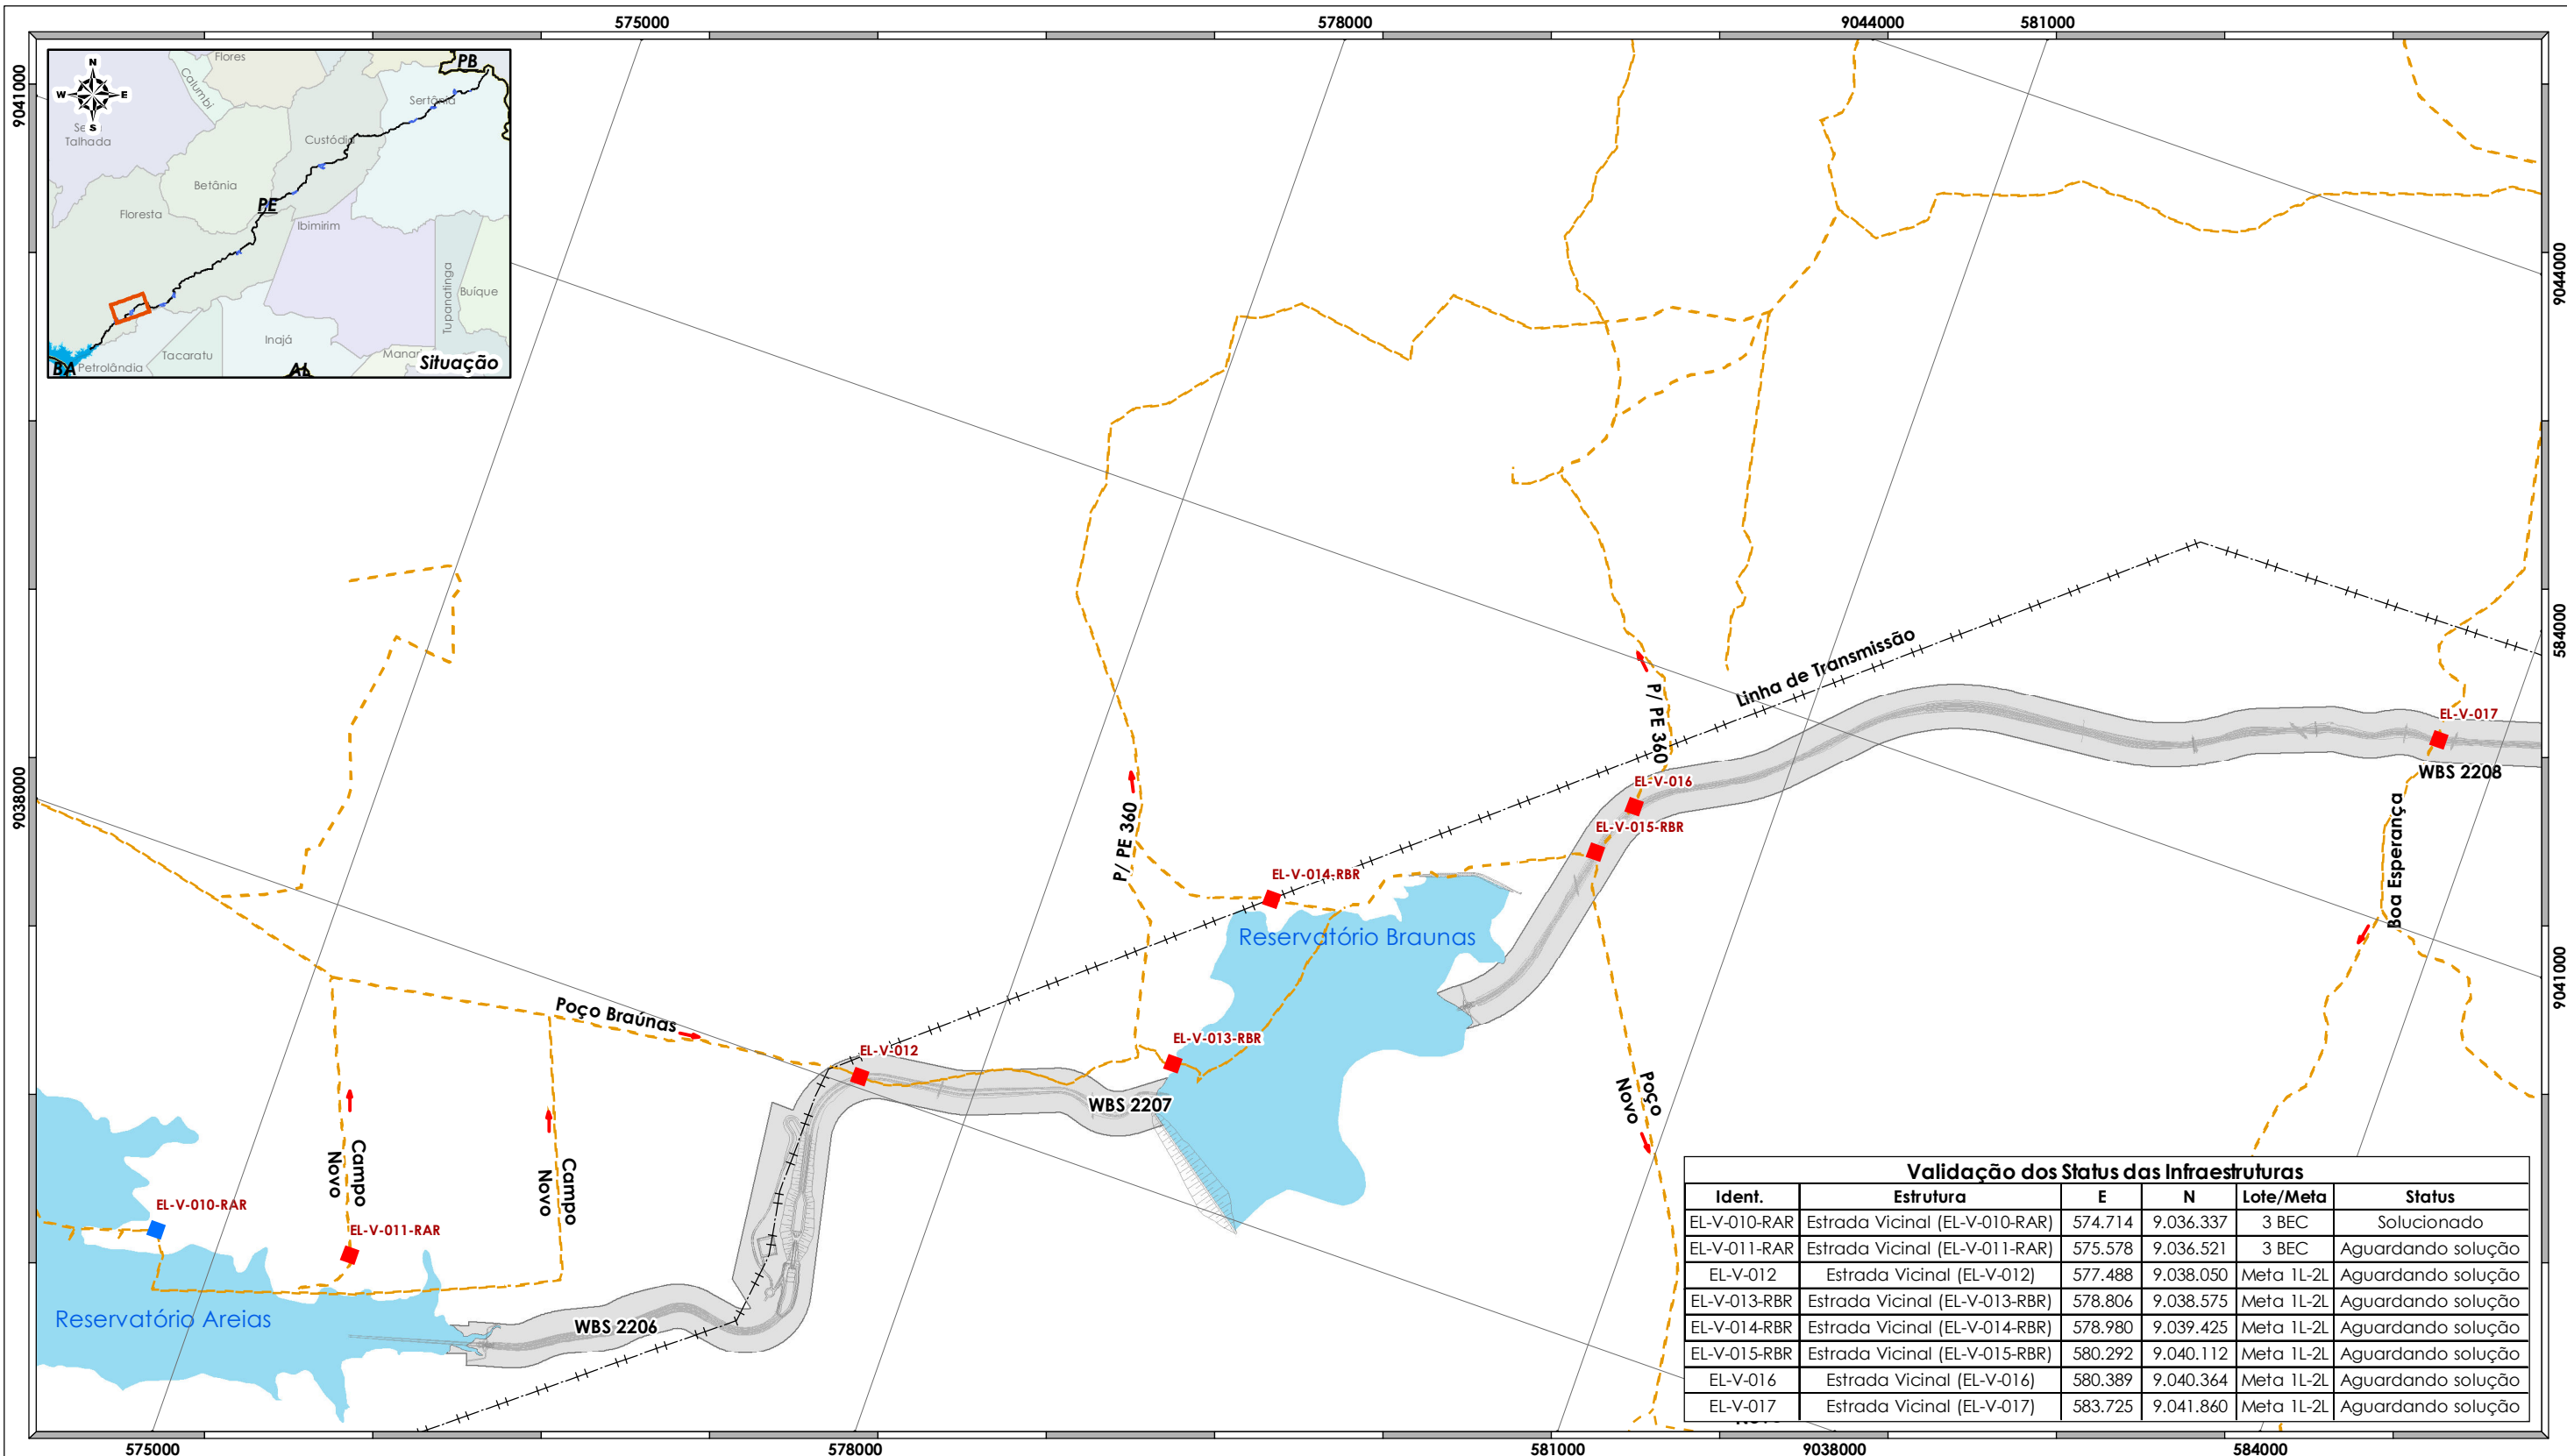 575000
578000
9044000
581000
9041000
9038000
9044000
584000
9041000
575000
578000
581000
9038000
584000
N
W
E
S
Flores
Calumbi
PB
Sertânia
Talhada
Custódia
Betânia
PE
Floresta
Ibimirim
Tupanatinga
Buíque
Inajá
Tacaratu
BA
Petrolândia
AL
Situação
Linha de Transmissão
P/ PE 360
EL-V-017
WBS 2208
EL-V-016
EL-V-015-RBR
Boa Esperança
P/ PE 360
EL-V-014-RBR
Reservatório Braunas
Poço Braúnas
EL-V-012
EL-V-013-RBR
WBS 2207
Poço
Novo
Campo
Novo
Campo
Novo
EL-V-010-RAR
EL-V-011-RAR
Reservatório Areias
WBS 2206
Validação dos Status das Infraestruturas
Ident. Estrutura E N Lote/Meta Status
EL-V-010-RAR Estrada Vicinal (EL-V-010-RAR) 574.714 9.036.337 3 BEC Solucionado
EL-V-011-RAR Estrada Vicinal (EL-V-011-RAR) 575.578 9.036.521 3 BEC Aguardando solução
EL-V-012 Estrada Vicinal (EL-V-012) 577.488 9.038.050 Meta 1L-2L Aguardando solução
EL-V-013-RBR Estrada Vicinal (EL-V-013-RBR) 578.806 9.038.575 Meta 1L-2L Aguardando solução
EL-V-014-RBR Estrada Vicinal (EL-V-014-RBR) 578.980 9.039.425 Meta 1L-2L Aguardando solução
EL-V-015-RBR Estrada Vicinal (EL-V-015-RBR) 580.292 9.040.112 Meta 1L-2L Aguardando solução
EL-V-016 Estrada Vicinal (EL-V-016) 580.389 9.040.364 Meta 1L-2L Aguardando solução
EL-V-017 Estrada Vicinal (EL-V-017) 583.725 9.041.860 Meta 1L-2L Aguardando solução